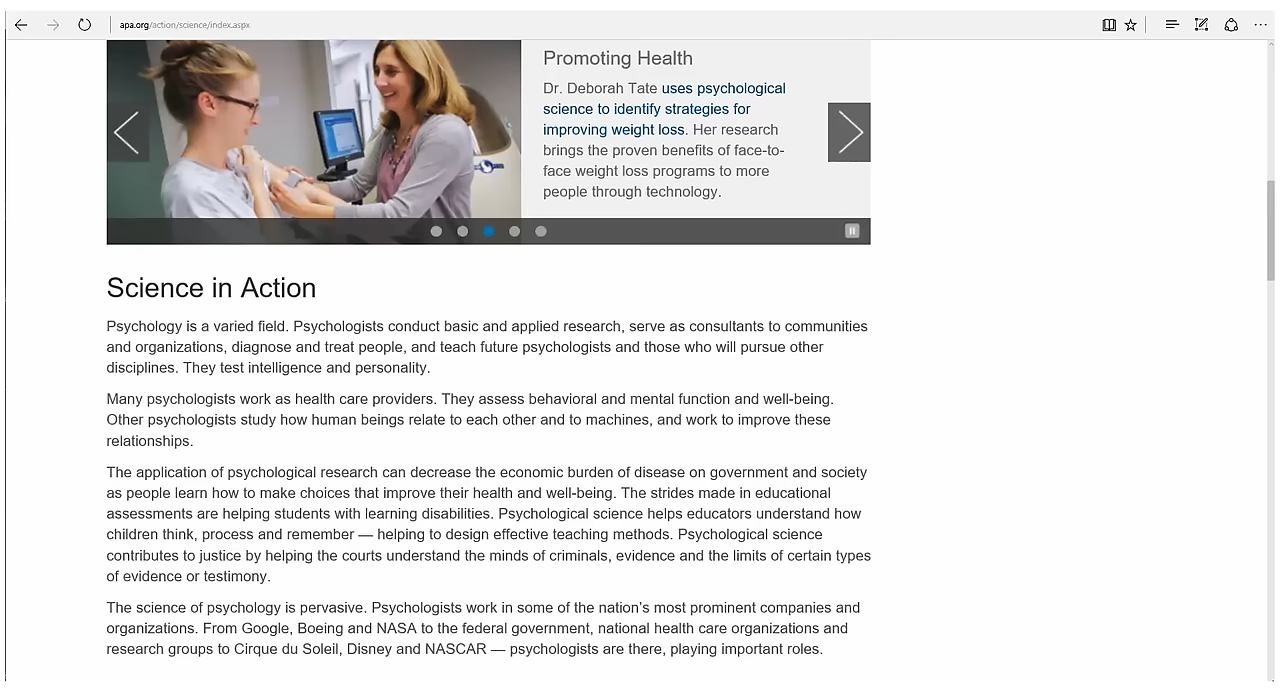 apa.org/action/science/index.aspx
Promoting Health
Dr. Deborah Tate uses psychological
science to identify strategies for
improving weight loss. Her research
brings the proven benefits of face-to-
face weight loss programs to more
people through technology.
Science in Action
Psychology is a varied field. Psychologists conduct basic and applied research, serve as consultants to communities
and organizations, diagnose and treat people, and teach future psychologists and those who will pursue other
disciplines. They test intelligence and personality.
Many psychologists work as health care providers. They assess behavioral and mental function and well-being.
Other psychologists study how human beings relate to each other and to machines, and work to improve these
relationships.
The application of psychological research can decrease the economic burden of disease on government and society
as people learn how to make choices that improve their health and well-being. The strides made in educational
assessments are helping students with learning disabilities. Psychological science helps educators understand how
children think, process and remember — helping to design effective teaching methods. Psychological science
contributes to justice by helping the courts understand the minds of criminals, evidence and the limits of certain types
of evidence or testimony.
The science of psychology is pervasive. Psychologists work in some of the nation’s most prominent companies and
organizations. From Google, Boeing and NASA to the federal government, national health care organizations and
research groups to Cirque du Soleil, Disney and NASCAR — psychologists are there, playing important roles.